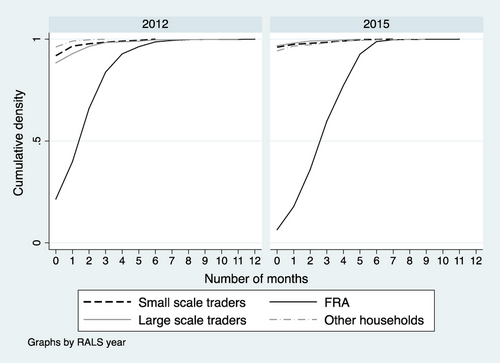 2012 2015
1
.5
0
Cumulative density
0 1 2 3 4 5 6 7 8 9 10 11 12 0 1 2 3 4 5 6 7 8 9 10 11 12
Number of months
Small scale traders FRA
Large scale traders Other households
Graphs by RALS year